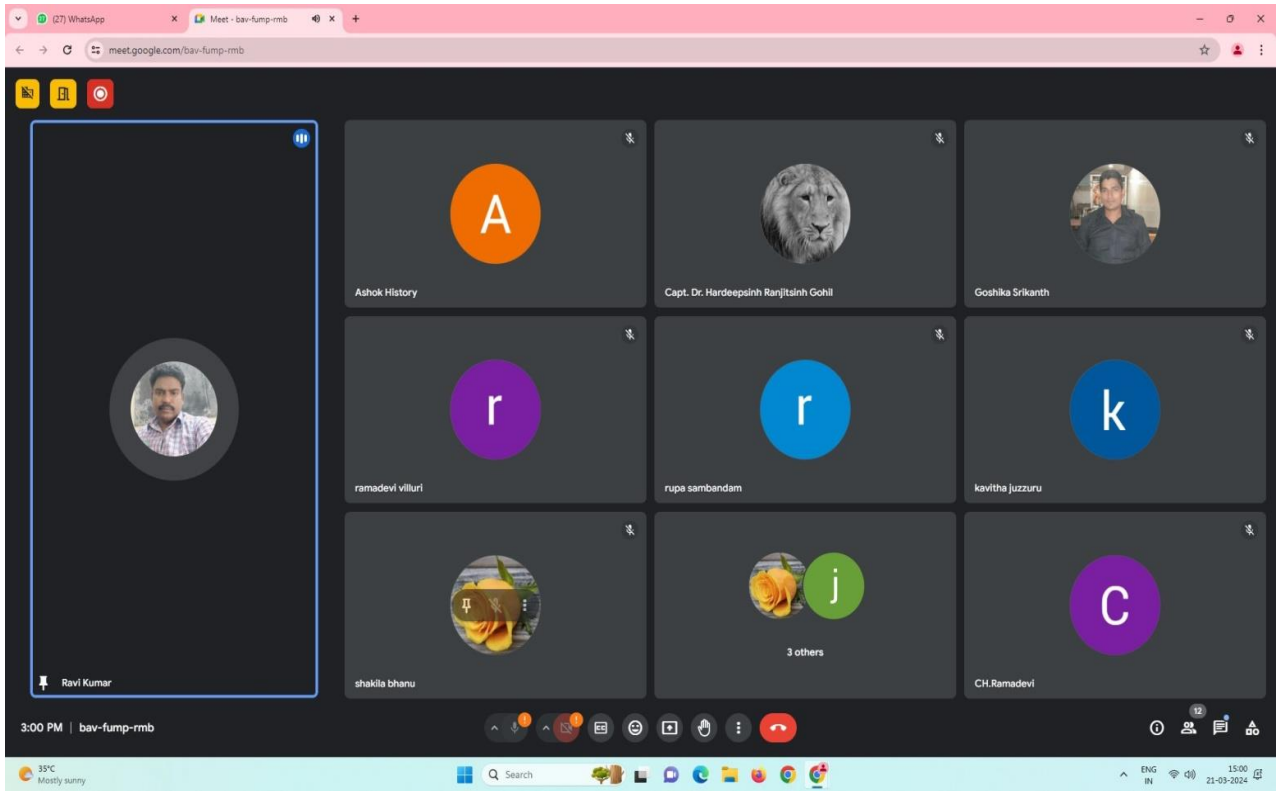 (27) WhatsApp
Meet - bav-fump-rmb
meet.google.com/bav-fump-rmb
A
Ashok History
Capt. Dr. Hardeepsinh Ranjitsinh Gohil
Goshika Srikanth
r
ramadevi villuri
r
rupa sambandam
k
kavitha juzzuru
Ravi Kumar
shakila bhanu
j
3 others
C
CH.Ramadevi
3:00 PM | bav-fump-rmb
CC
12
35°C
Mostly sunny
Search
ENG
IN
15:00
21-03-2024